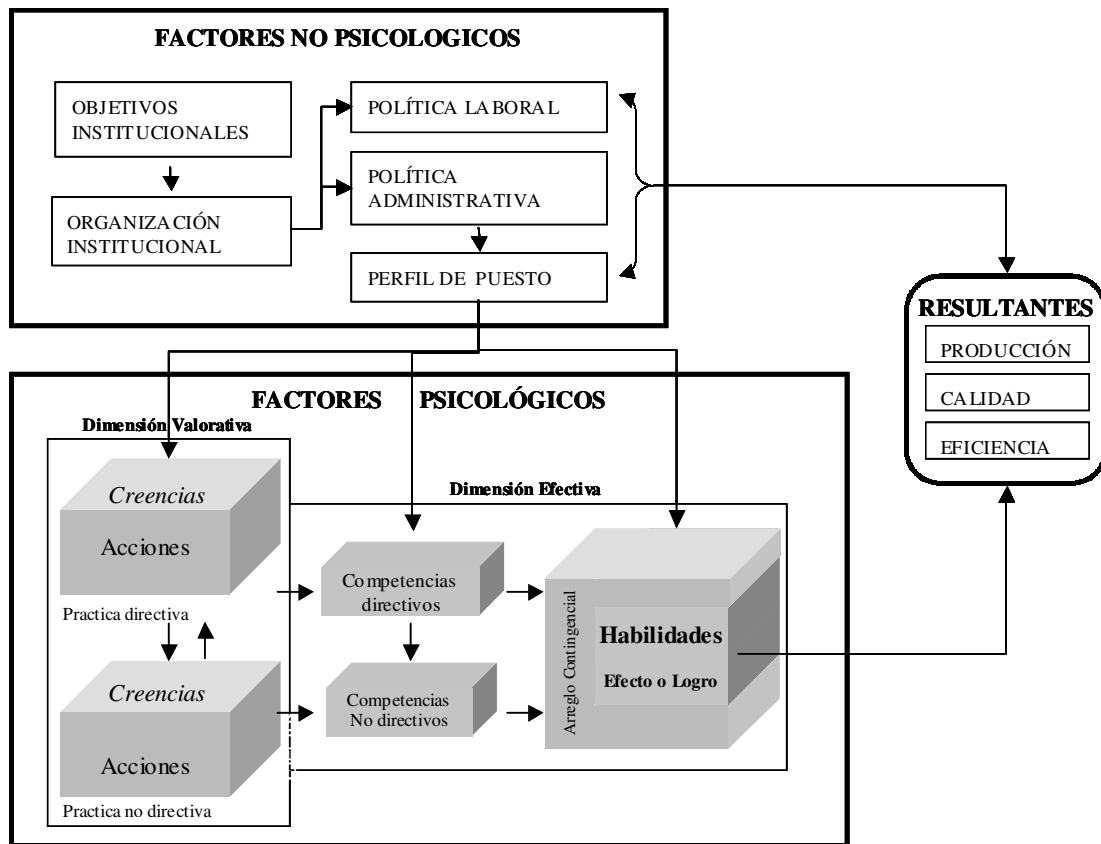 FACTORES NO PSICOLOGICOS
OBJETIVOS
INSTITUCIONALES
ORGANIZACIÓN
INSTITUCIONAL
POLÍTICA LABORAL
POLÍTICA
ADMINISTRATIVA
PERFIL DE PUESTO
RESULTANTES
PRODUCCIÓN
CALIDAD
EFICIENCIA
FACTORES PSICOLÓGICOS
Dimensión Valorativa
Creencias
Acciones
Practica directiva
Creencias
Acciones
Practica no directiva
Dimensión Efectiva
Competencias
directivos
Competencias
No directivos
Arreglo Contingencial
Habilidades
Efecto o Logro